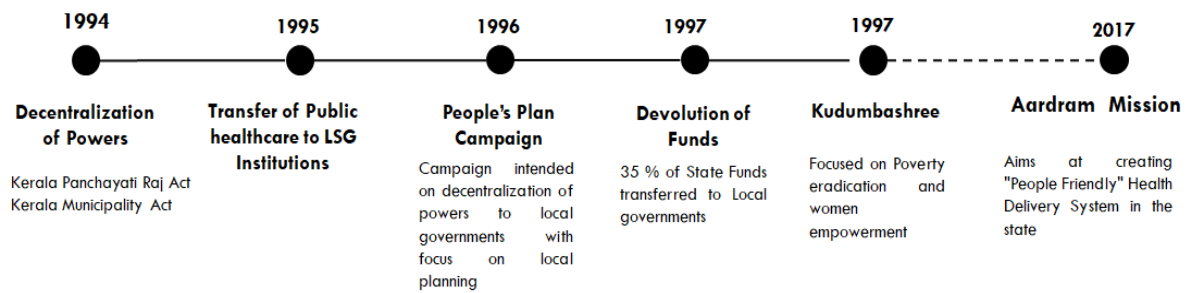 1994
Decentralization
of Powers
Kerala Panchayati Raj Act
Kerala Municipality Act
1995
Transfer of Public
healthcare to LSG
Institutions
1996
People's Plan
Campaign
Campaign intended
on decentralization of
powers to local
governments with
focus on local
planning
1997
Devolution of
Funds
35 % of State Funds
transferred to Local
governments
1997
Kudumbashree
Focused on Poverty
eradication and
women
empowerment
2017
Aardram Mission
Aims at creating
"People Friendly" Health
Delivery System in the
state